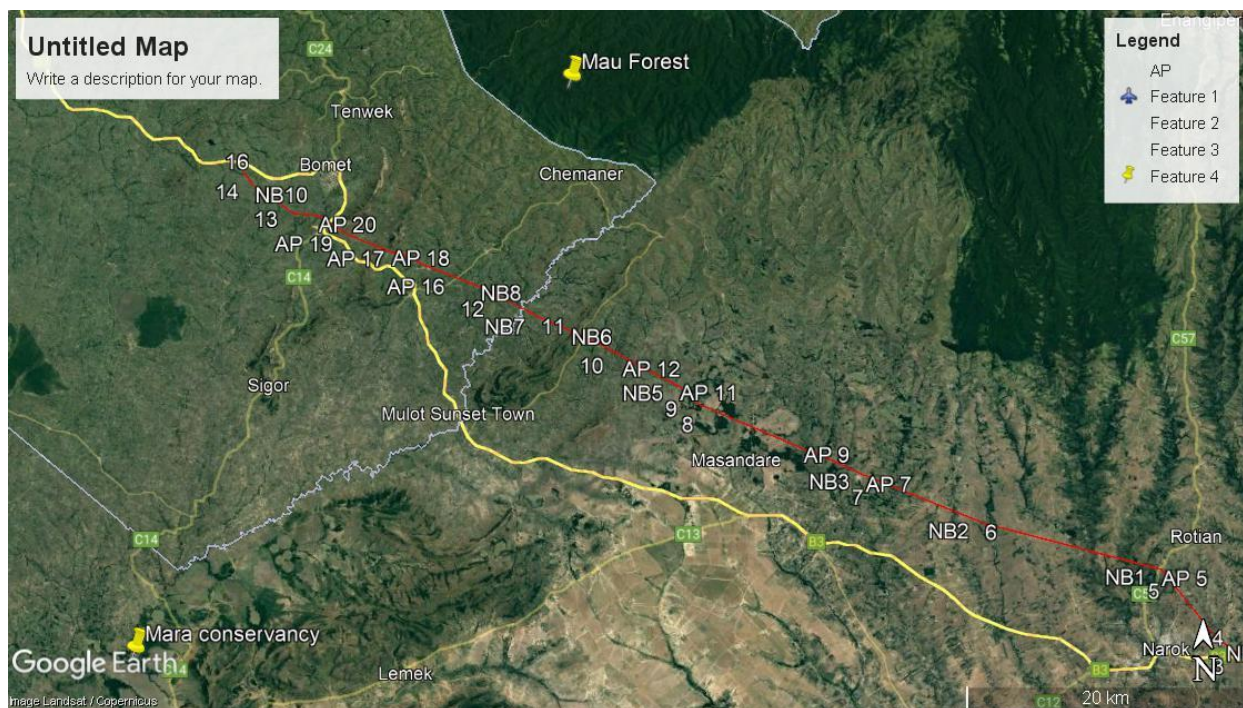 Untitled Map
Write a description for your map.
Legend
AP
Feature 1
Feature 2
Feature 3
Feature 4
Enangiper
C24
Mau Forest
Tenwek
16
Bomet
Chemaner
14
NB10
13
AP 20
AP 19
AP 17
AP 18
C14
AP 16
NB8
12
NB7
11
NB6
C57
10
AP 12
Sigor
NB5
AP 11
9
8
Mulot Sunset Town
Masandare
AP 9
NB3
AP 7
7
NB2
6
C14
C13
B3
Rotian
NB1
AP 5
5
Mara conservancy
4
Narok
3
N
C14
Lemek
B3
C12
20 km
Google Earth
Image Landsat / Copernicus